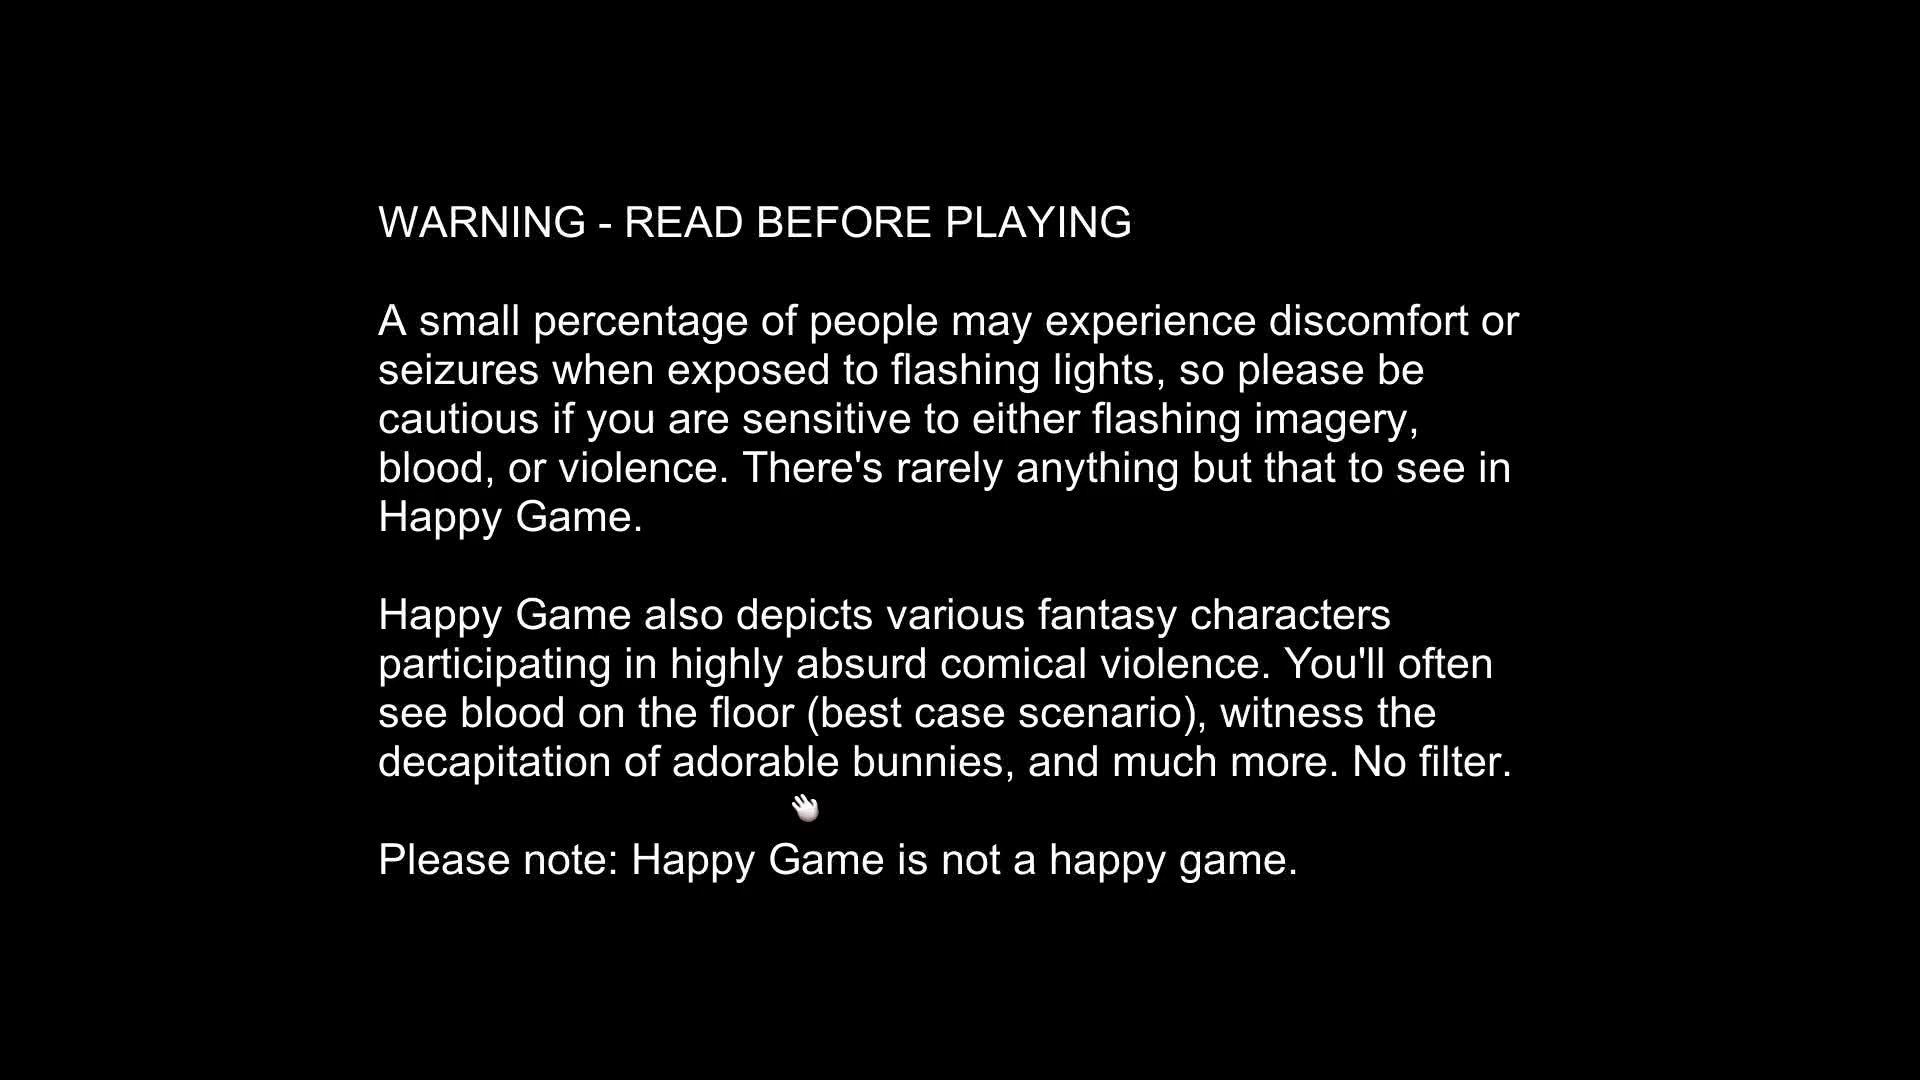 WARNING - READ BEFORE PLAYING
A small percentage of people may experience discomfort or
seizures when exposed to flashing lights, so please be
cautious if you are sensitive to either flashing imagery,
blood, or violence. There's rarely anything but that to see in
Happy Game.
Happy Game also depicts various fantasy characters
participating in highly absurd comical violence. You'll often
see blood on the floor (best case scenario), witness the
decapitation of adorable bunnies, and much more. No filter.
Please note: Happy Game is not a happy game.